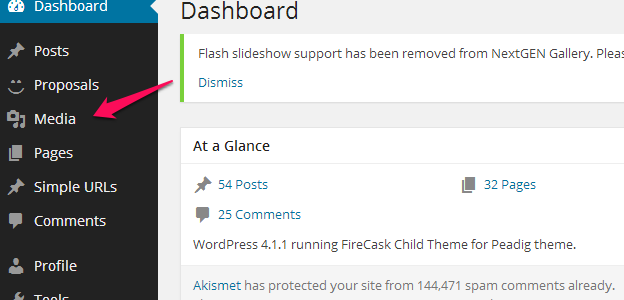 Dashboard
Posts
Proposals
Media
Pages
Simple URLs
Comments
Profile
Tools
Dashboard
Flash slideshow support has been removed from NextGEN Gallery. Pleas
Dismiss
At a Glance
54 Posts
32 Pages
25 Comments
WordPress 4.1.1 running FireCask Child Theme for Peadig theme.
Akismet has protected your site from 144,471 spam comments already.